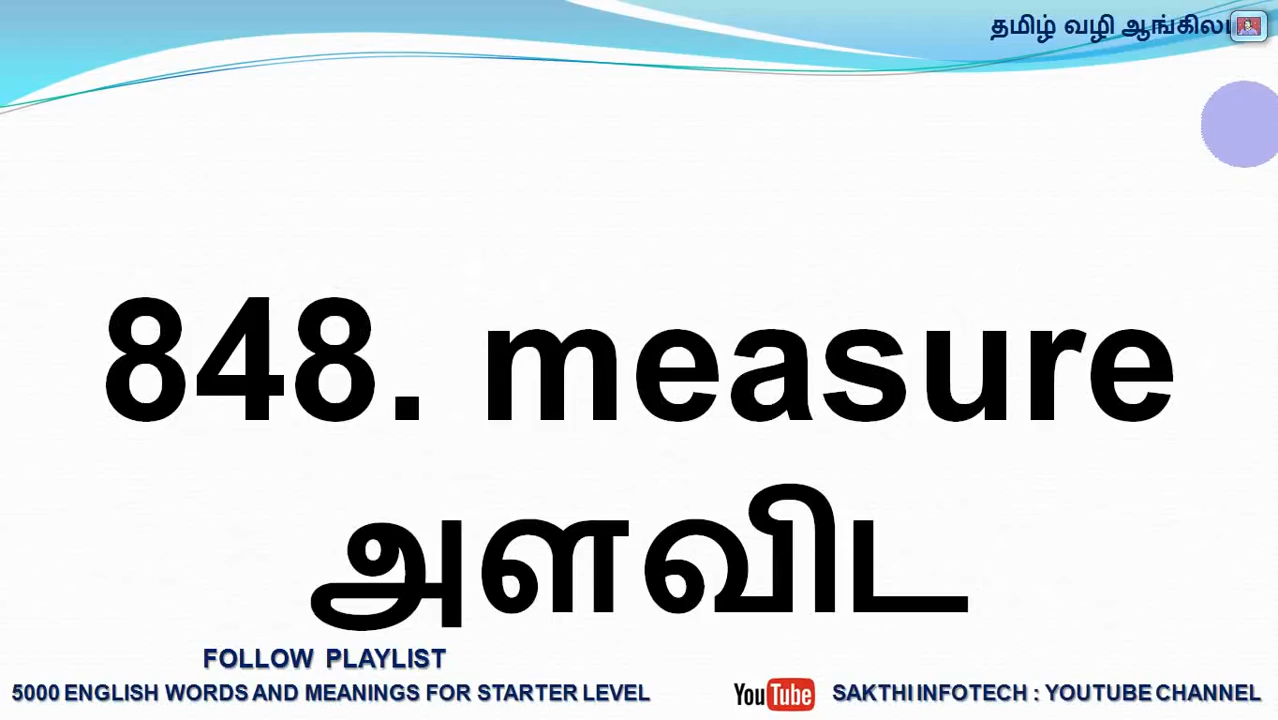 தமிழ் வழி
848. measure
அளவிட
FOLLOW PLAYLIST
5000 ENGLISH WORDS AND MEANINGS FOR STARTER LEVEL
YouTube SAKTHI INFOTECH : YOUTUBE CHANNEL